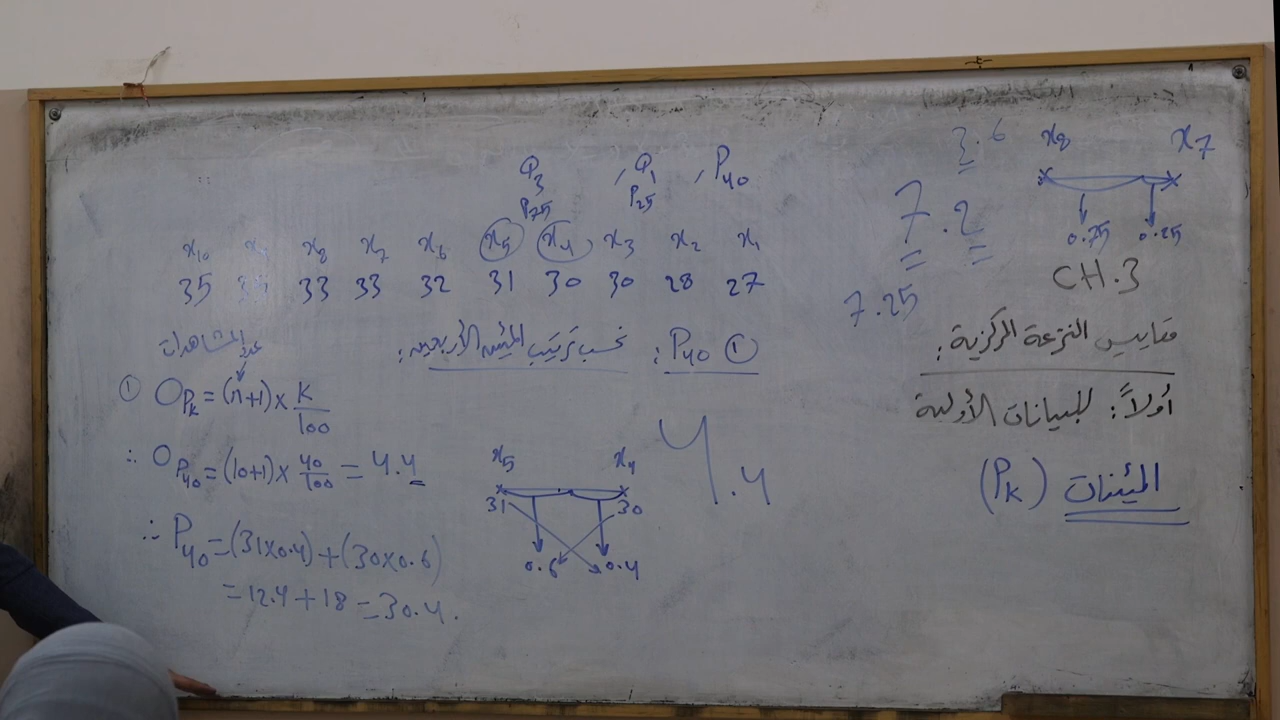 3.6
x8 x7
7.2
0.75 0.25
7.25
CH.3
مقاييس النزعة المركزية :
أولاً: للبيانات الأولية
المئينات (Pk)
Q3 , Q1 , P40
P75 P25
x10 x8 x7 x6 x5 x4 x3 x2 x1
35 33 33 32 31 30 30 28 27
① P40 : نحسب ترتيب المئين الأربعين :
عدد المشاهدات
① OPk = (n+1) × K/100
∴ OP40 = (10+1) × 40/100 = 4.4
4.4
x5 x4
31 30
0.6 0.4
∴ P40 = (31×0.4) + (30×0.6)
= 12.4 + 18 = 30.4 .